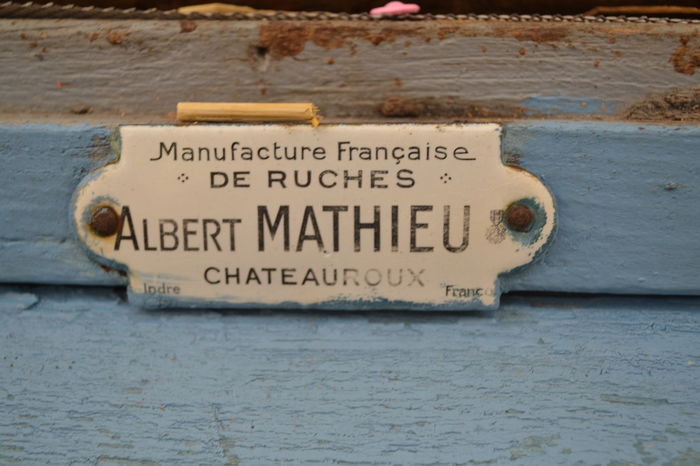 Manufacture Française
DE RUCHES
ALBERT MATHIEU
CHATEAUROUX
Indre France